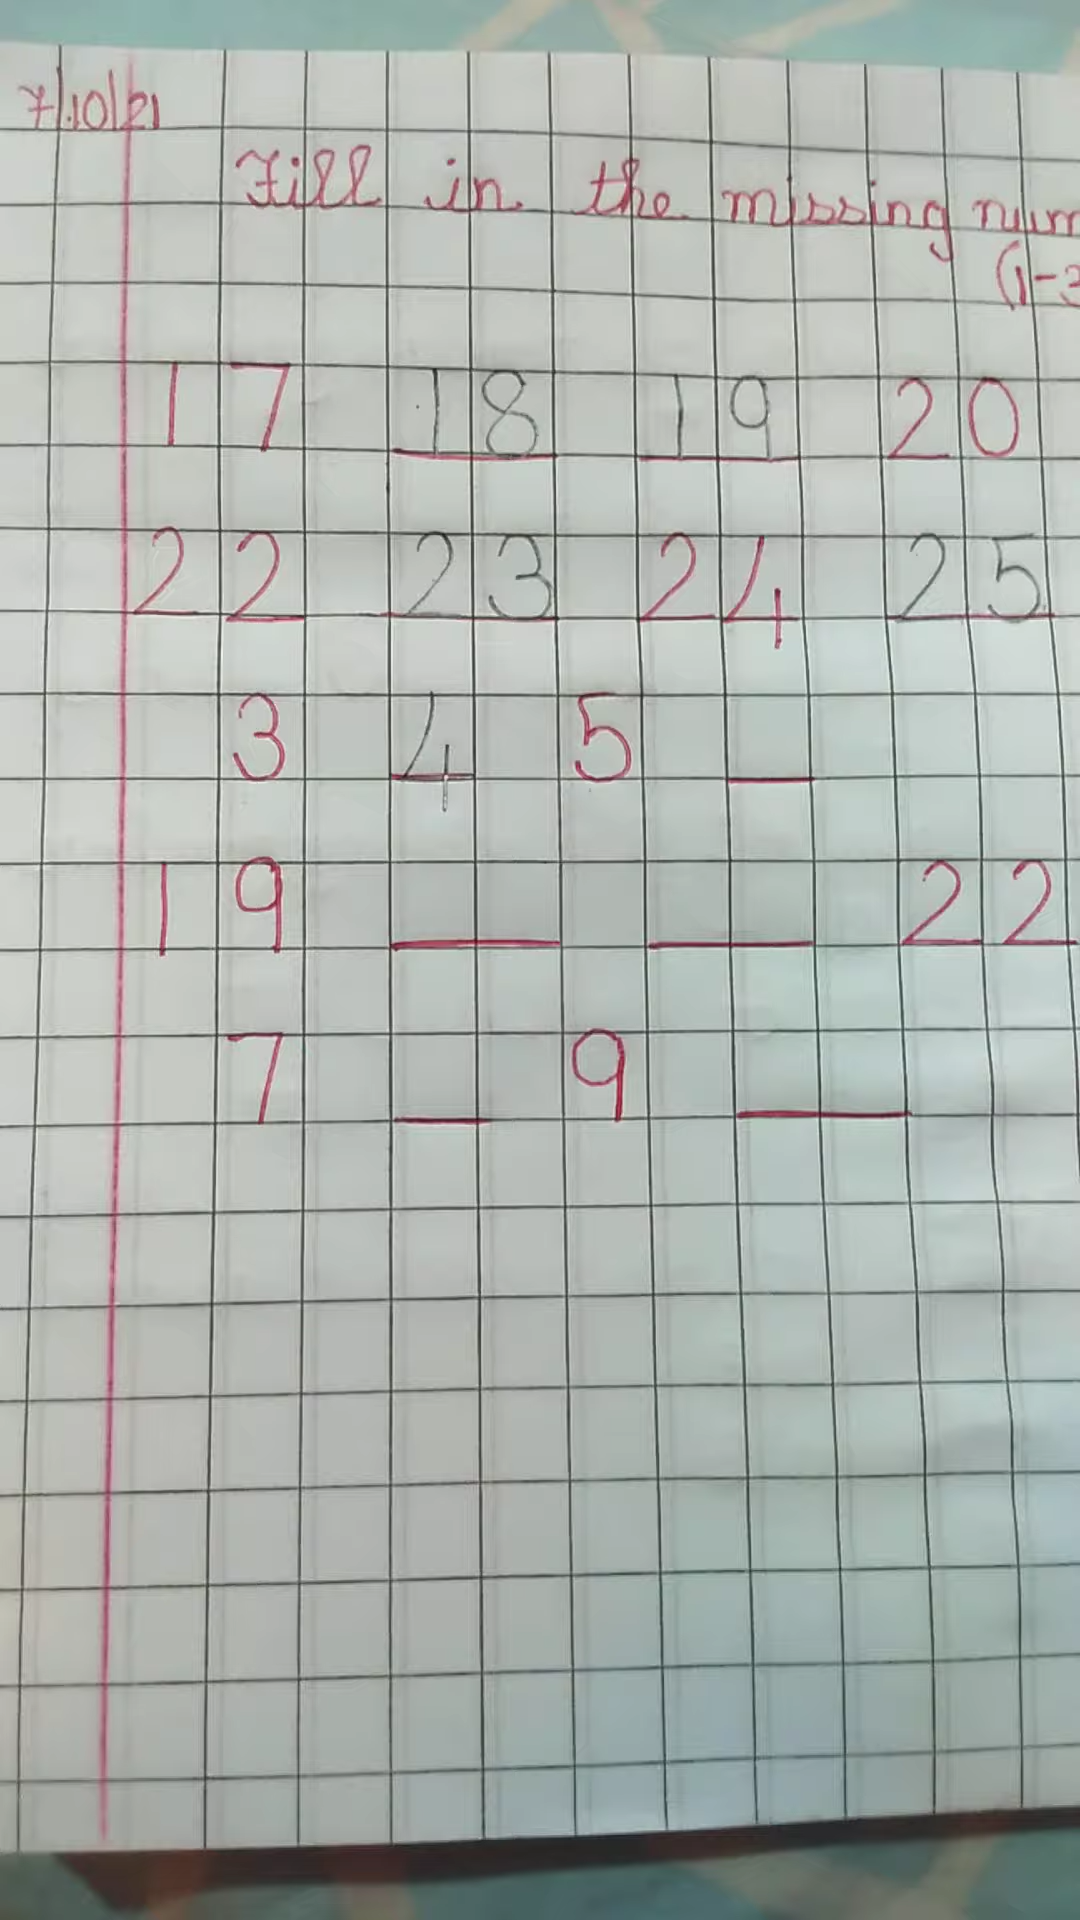 7/10/21
Fill in the missing num
(1-3
17 18 19 20
22 23 24 25
3 4 5 _
19 _ _ 22
7 _ 9 _